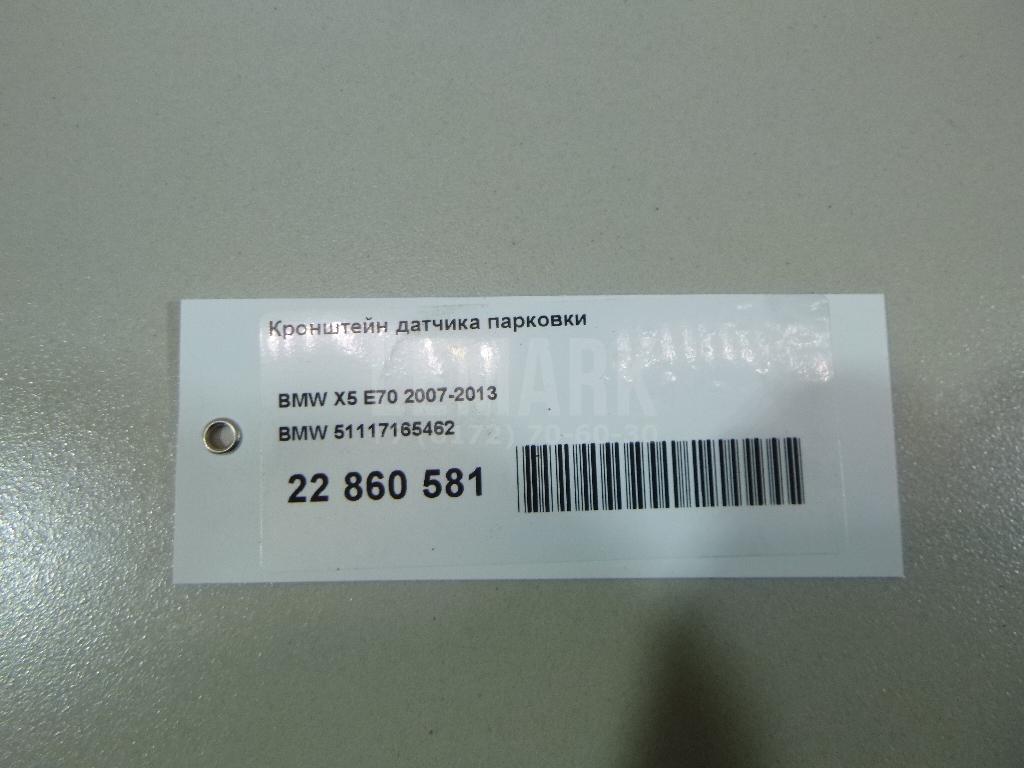 Кронштейн датчика парковки
BMW X5 E70 2007-2013
BMW 51117165462
22 860 581